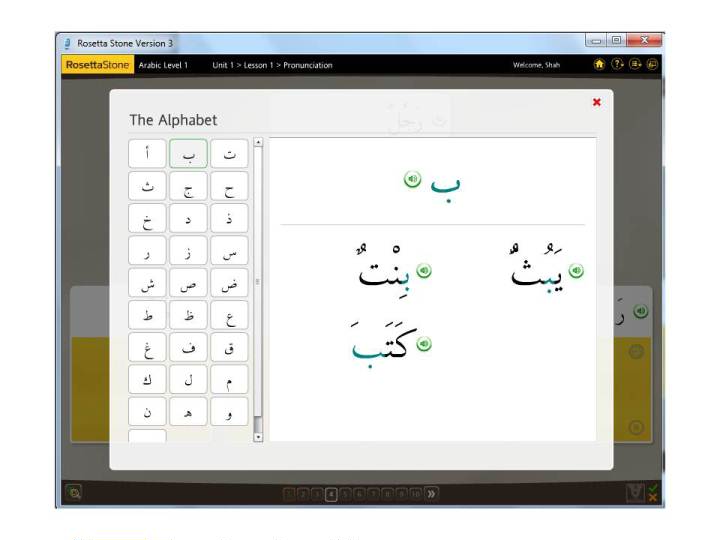 Rosetta Stone Version 3
RosettaStone Arabic Level 1 Unit 1 > Lesson 1 > Pronunciation Welcome, Shah
The Alphabet
أ ب ت
ث ج ح
خ د ذ
ر ز س
ش ص ض
ط ظ ع
غ ف ق
ك ل م
ن هـ و
ب
يَبُثُّ بِنْتٌ
كَتَبَ
رَ
1 2 3 4 5 6 7 8 9 10 »